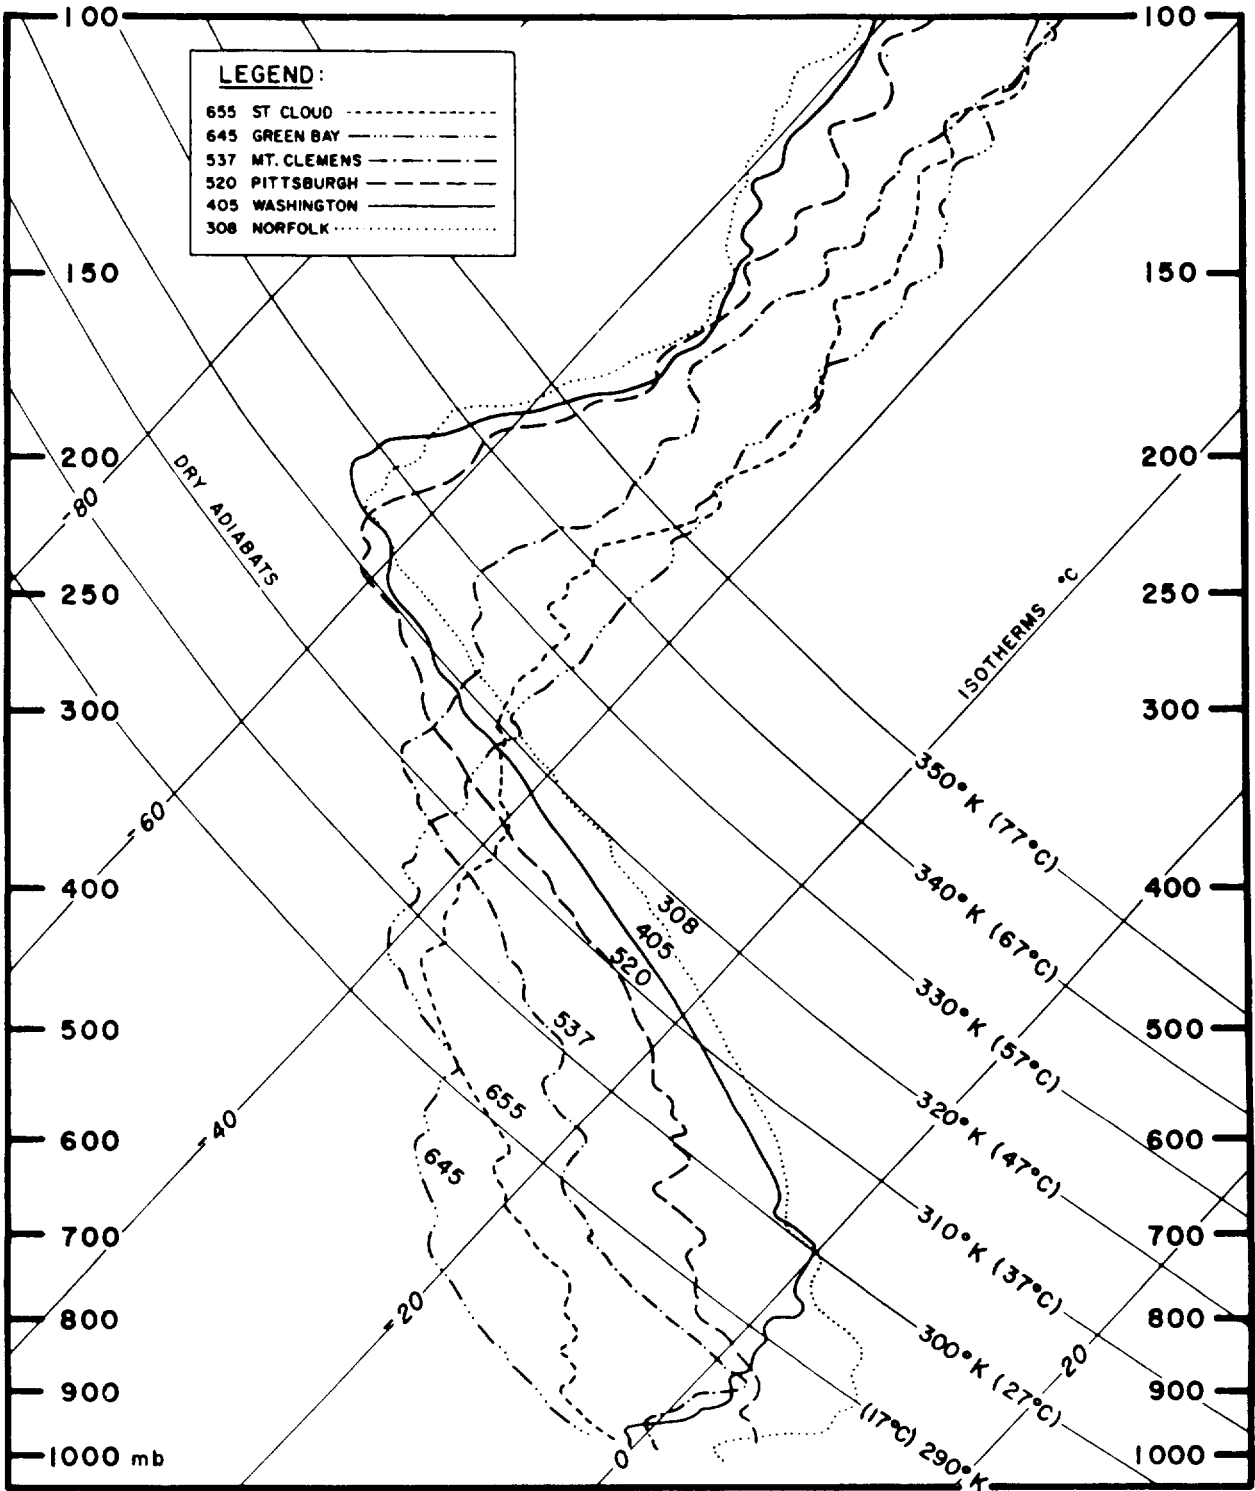 100
100
LEGEND:
655 ST CLOUD
645 GREEN BAY
537 MT. CLEMENS
520 PITTSBURGH
405 WASHINGTON
308 NORFOLK
150
150
200
200
-80
DRY ADIABATS
250
250
ISOTHERMS °C
300
300
350°K (77°C)
-60
400
400
340°K (67°C)
308
405
520
330°K (57°C)
500
500
537
320°K (47°C)
655
-40
600
600
645
310°K (37°C)
700
700
-20
800
800
300°K (27°C)
20
900
900
(17°C) 290°K
1000 mb
0
1000